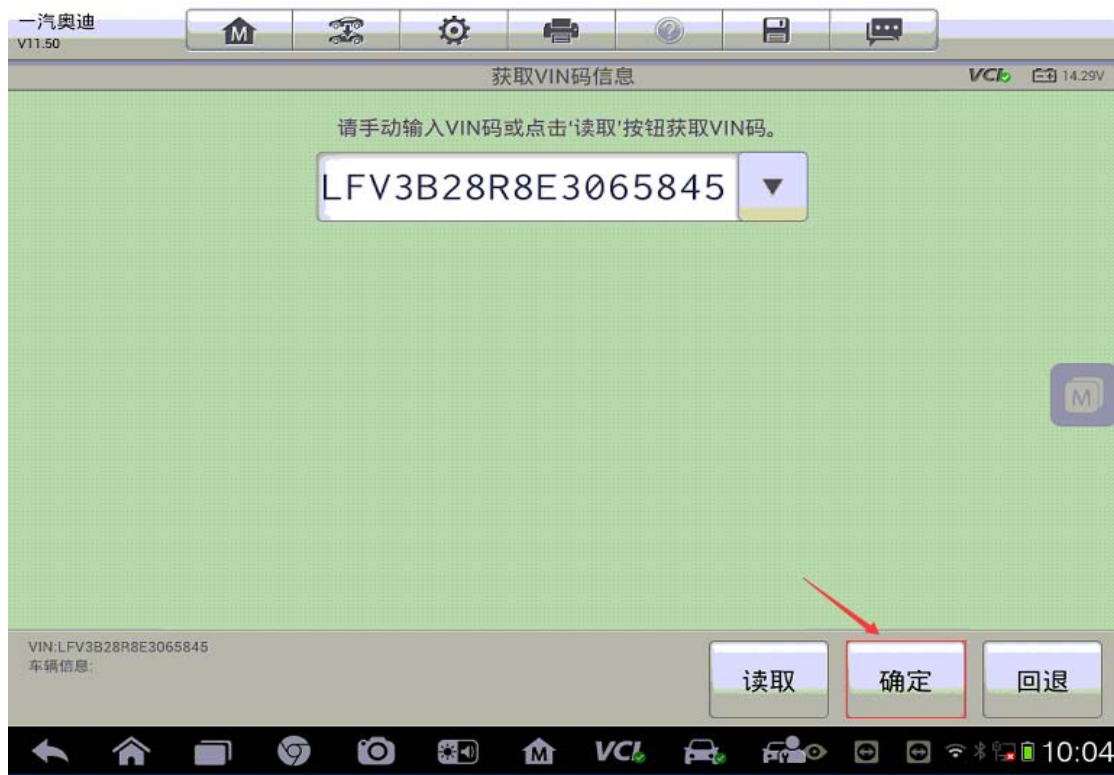 一汽奥迪
V11.50
获取VIN码信息
VCI 14.29V
请手动输入VIN码或点击‘读取’按钮获取VIN码。
LFV3B28R8E3065845
VIN:LFV3B28R8E3065845
车辆信息:
读取
确定
回退
VCI
10:04